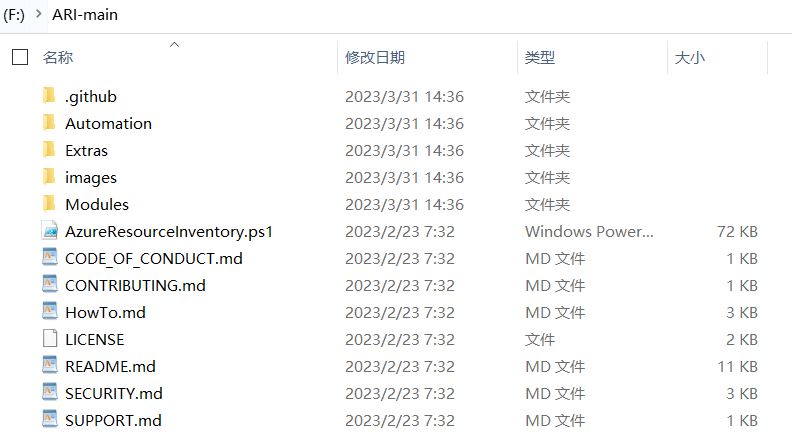 (F:) > ARI-main
名称 修改日期 类型 大小
.github 2023/3/31 14:36 文件夹
Automation 2023/3/31 14:36 文件夹
Extras 2023/3/31 14:36 文件夹
images 2023/3/31 14:36 文件夹
Modules 2023/3/31 14:36 文件夹
AzureResourceInventory.ps1 2023/2/23 7:32 Windows Power... 72 KB
CODE_OF_CONDUCT.md 2023/2/23 7:32 MD 文件 1 KB
CONTRIBUTING.md 2023/2/23 7:32 MD 文件 1 KB
HowTo.md 2023/2/23 7:32 MD 文件 3 KB
LICENSE 2023/2/23 7:32 文件 2 KB
README.md 2023/2/23 7:32 MD 文件 11 KB
SECURITY.md 2023/2/23 7:32 MD 文件 3 KB
SUPPORT.md 2023/2/23 7:32 MD 文件 1 KB